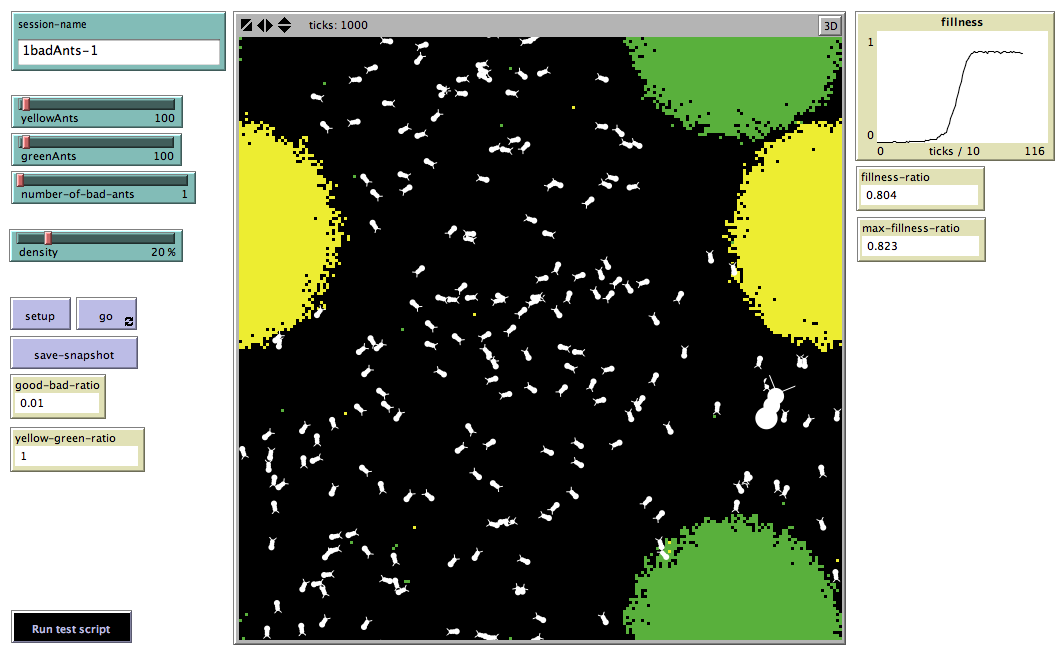 session-name
1badAnts-1
yellowAnts 100
greenAnts 100
number-of-bad-ants 1
density 20 %
setup
go
save-snapshot
good-bad-ratio
0.01
yellow-green-ratio
1
Run test script
ticks: 1000
3D
fillness
1
0
0 ticks / 10 116
fillness-ratio
0.804
max-fillness-ratio
0.823